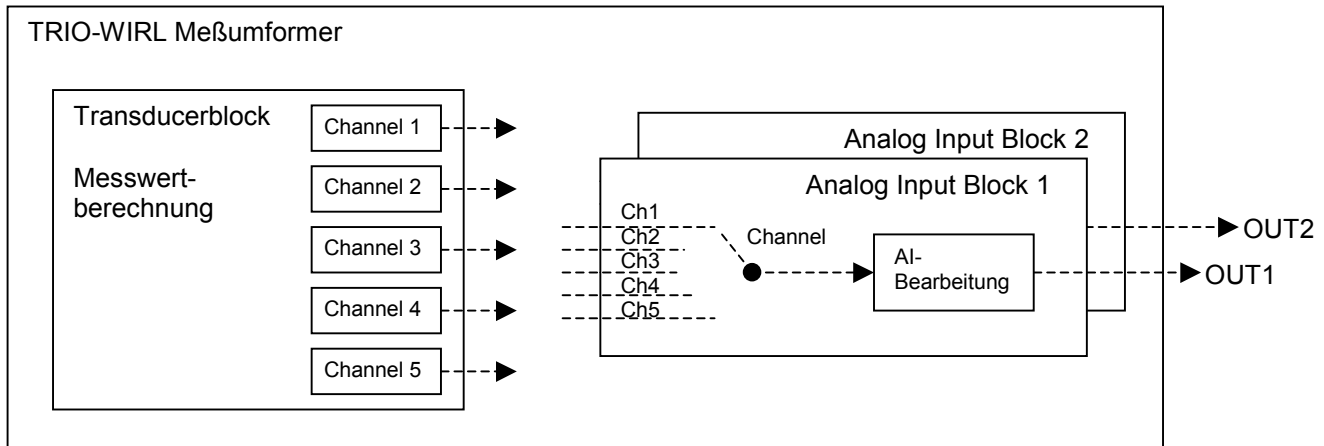 TRIO-WIRL Meßumformer
Transducerblock
Messwert-
berechnung
Channel 1
Channel 2
Channel 3
Channel 4
Channel 5
Analog Input Block 2
Analog Input Block 1
Ch1
Ch2
Ch3
Ch4
Ch5
Channel
AI-
Bearbeitung
OUT2
OUT1